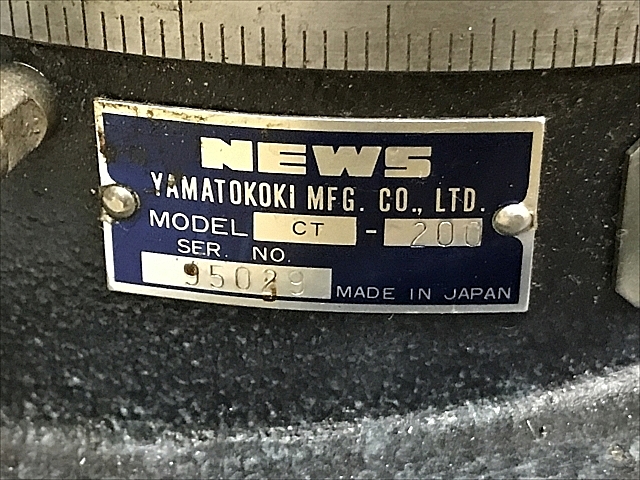 NEWS
YAMATOKOKI MFG. CO., LTD.
MODEL CT - 200
SER. NO.
95029
MADE IN JAPAN